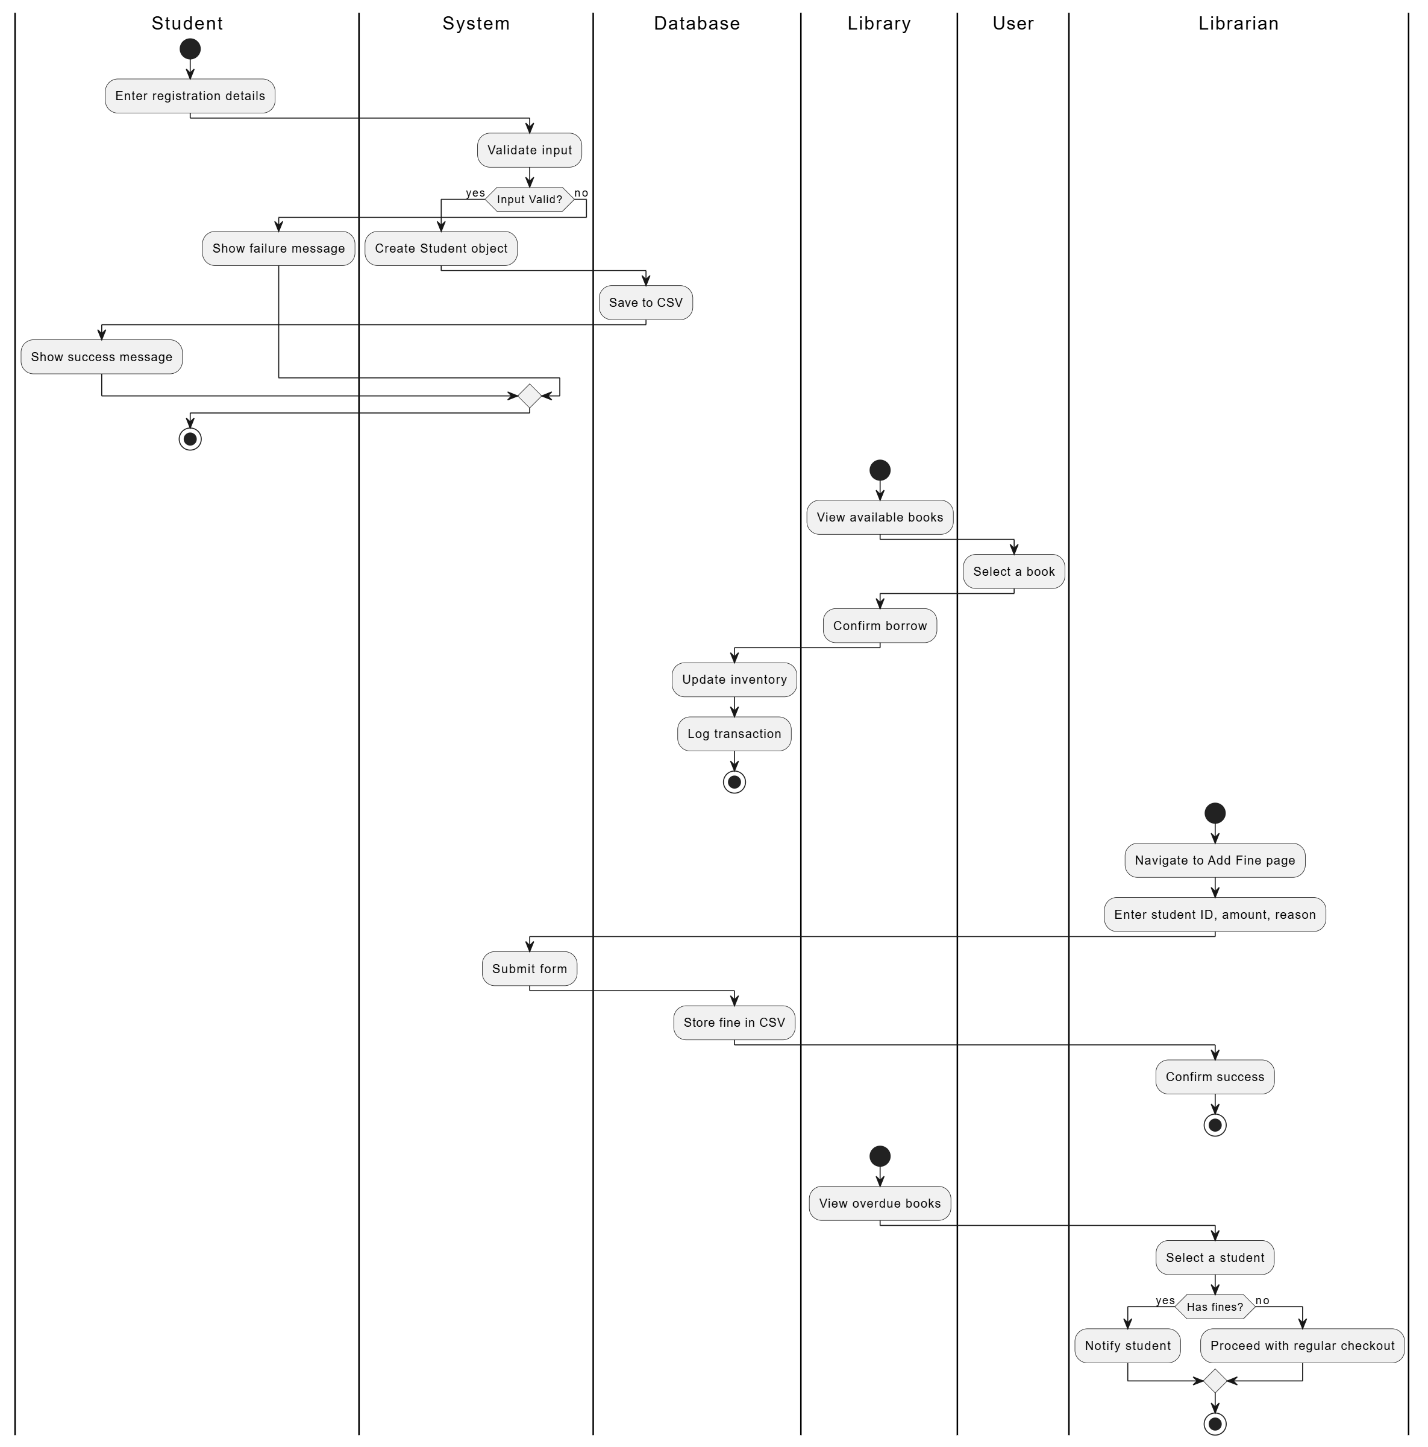 Student
System
Database
Library
User
Librarian
Enter registration details
Validate input
yes
Input Valid?
no
Show failure message
Create Student object
Save to CSV
Show success message
View available books
Select a book
Confirm borrow
Update inventory
Log transaction
Navigate to Add Fine page
Enter student ID, amount, reason
Submit form
Store fine in CSV
Confirm success
View overdue books
Select a student
yes
Has fines?
no
Notify student
Proceed with regular checkout